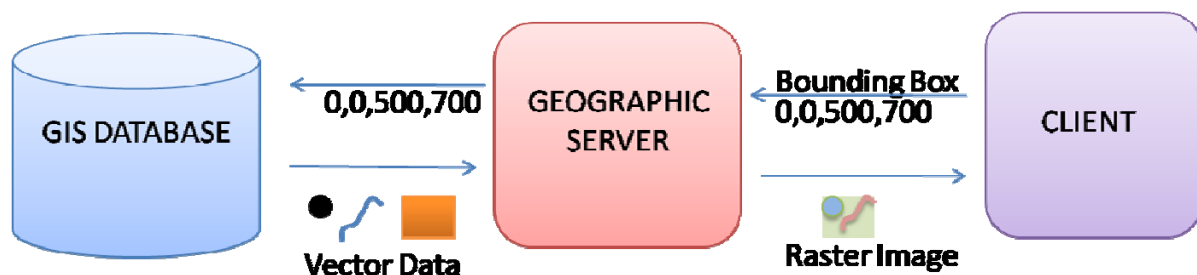 GIS DATABASE
0,0,500,700
Vector Data
GEOGRAPHIC
SERVER
Bounding Box
0,0,500,700
Raster Image
CLIENT